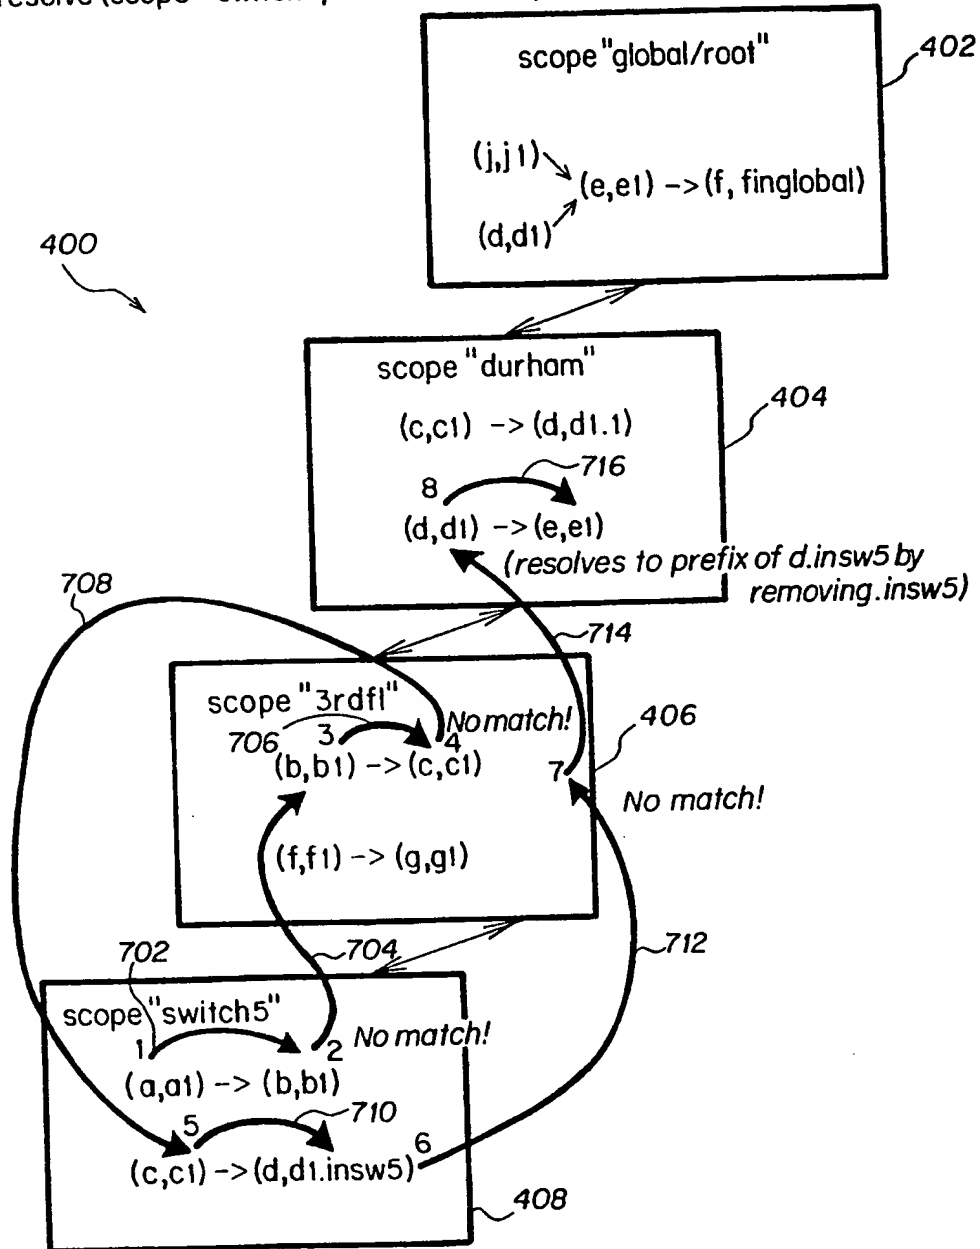 resolve (scope
scope "global/root"
402
(j,j1)
(e,e1) -> (f, finglobal)
(d,d1)
400
scope "durham"
404
(c,c1) -> (d,d1.1)
716
8
(d,d1) -> (e,e1)
(resolves to prefix of d.insw5 by
removing.insw5)
708
714
scope "3rdfl"
706
3
4
No match!
406
(b,b1) -> (c,c1)
7
No match!
(f,f1) -> (g,g1)
702
704
712
scope "switch5"
1
2
No match!
(a,a1) -> (b,b1)
5
710
6
(c,c1) -> (d,d1.insw5)
408